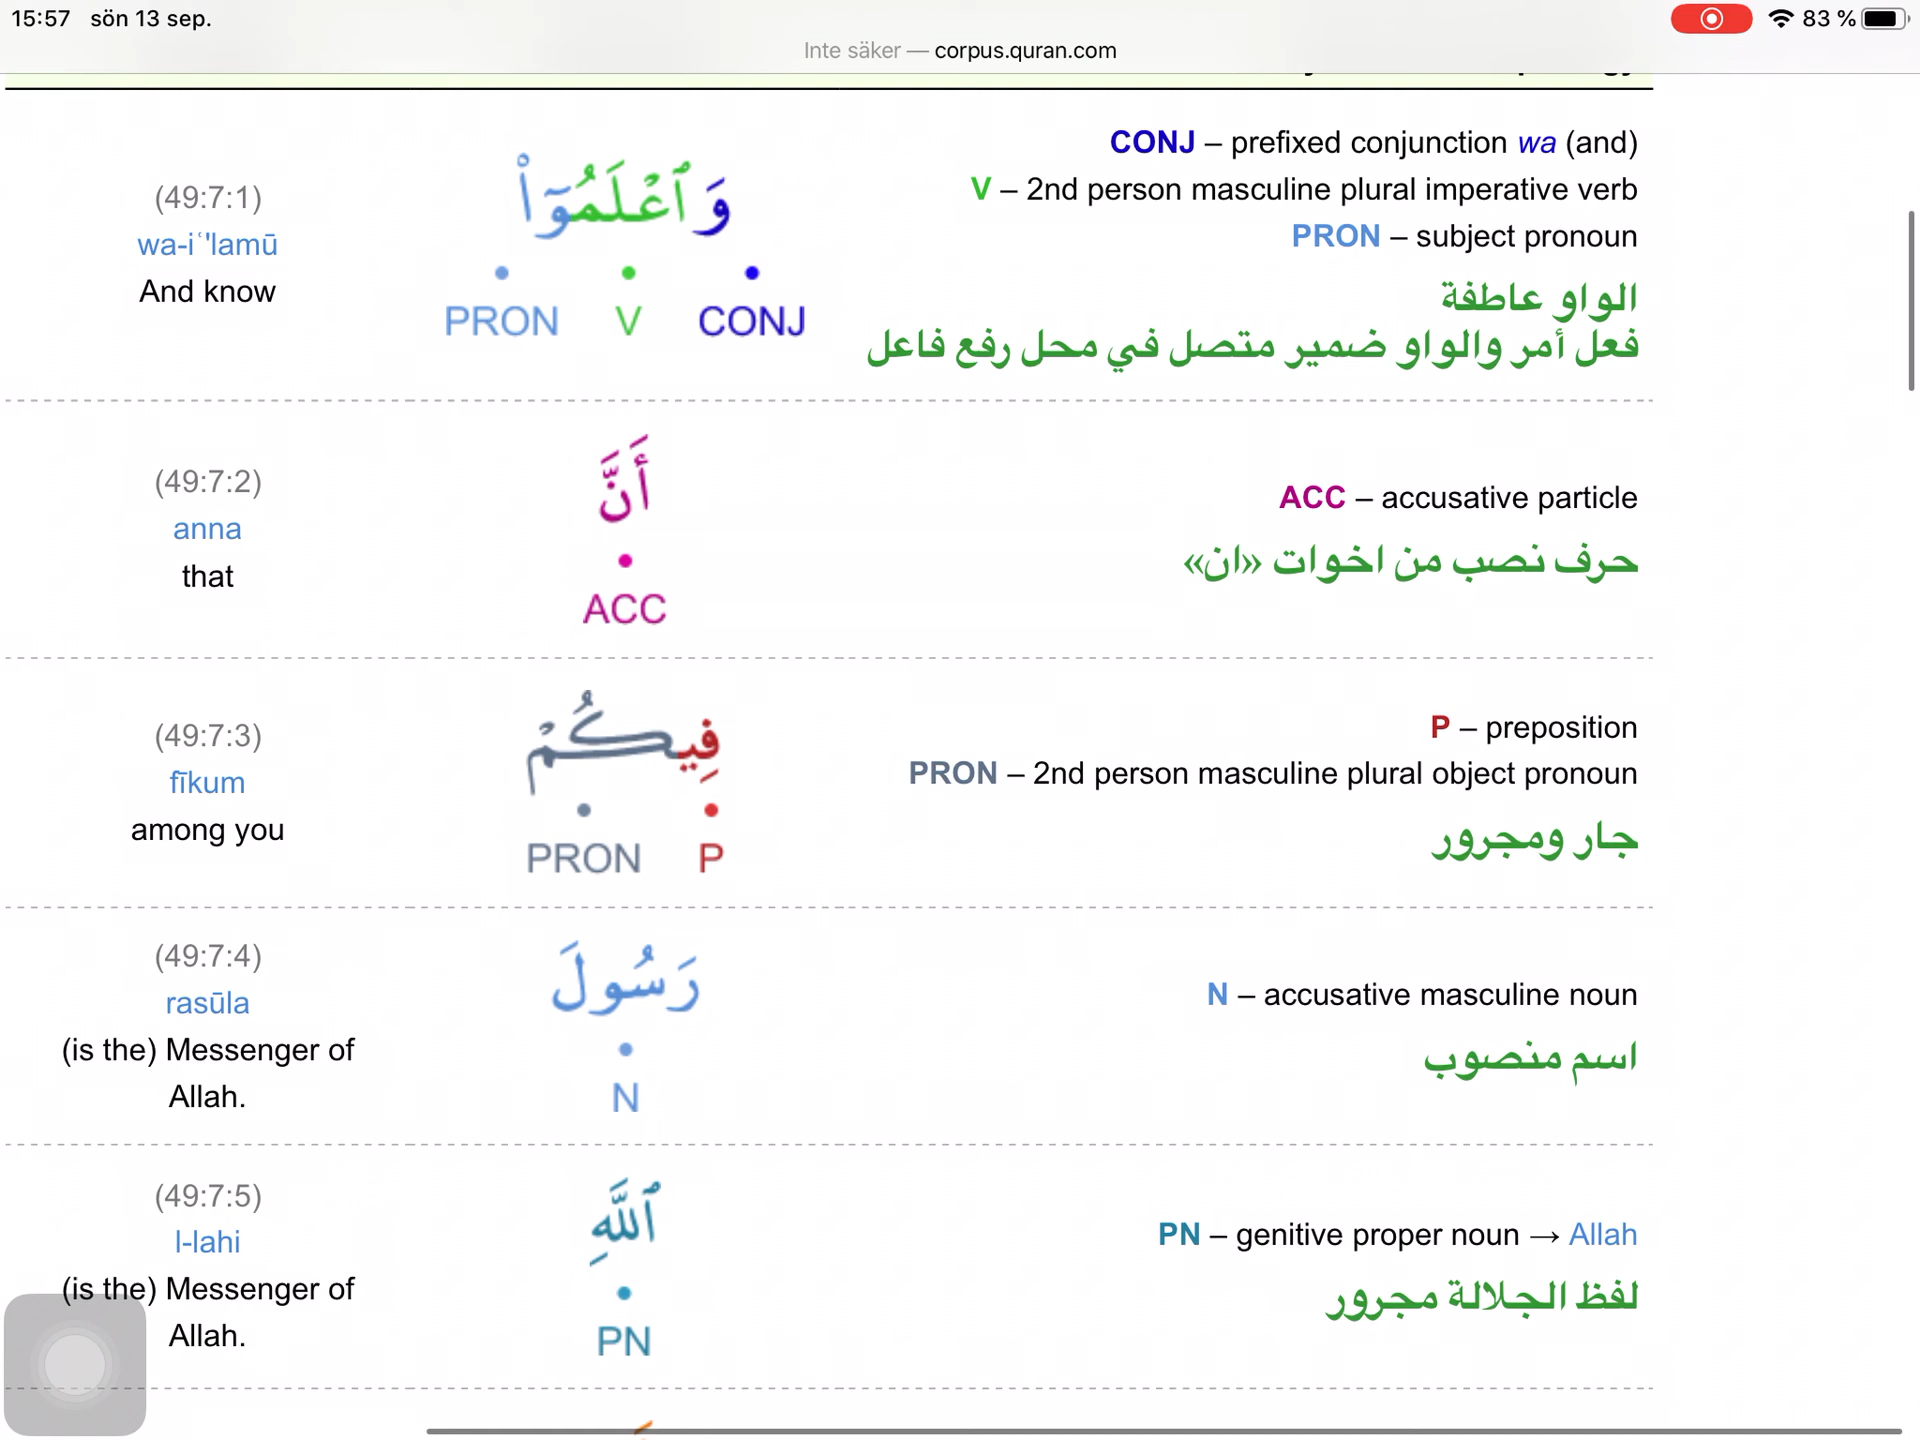 15:57 sön 13 sep.
83 %
Inte säker — corpus.quran.com
(49:7:1)
wa-iʿ'lamū
And know
وَٱعْلَمُوٓا۟
PRON V CONJ
CONJ – prefixed conjunction wa (and)
V – 2nd person masculine plural imperative verb
PRON – subject pronoun
الواو عاطفة
فعل أمر والواو ضمير متصل في محل رفع فاعل
(49:7:2)
anna
that
أَنَّ
ACC
ACC – accusative particle
حرف نصب من اخوات «ان»
(49:7:3)
fīkum
among you
فِيكُمْ
PRON P
P – preposition
PRON – 2nd person masculine plural object pronoun
جار ومجرور
(49:7:4)
rasūla
(is the) Messenger of
Allah.
رَسُولَ
N
N – accusative masculine noun
اسم منصوب
(49:7:5)
l-lahi
(is the) Messenger of
Allah.
ٱللَّهِ
PN
PN – genitive proper noun → Allah
لفظ الجلالة مجرور